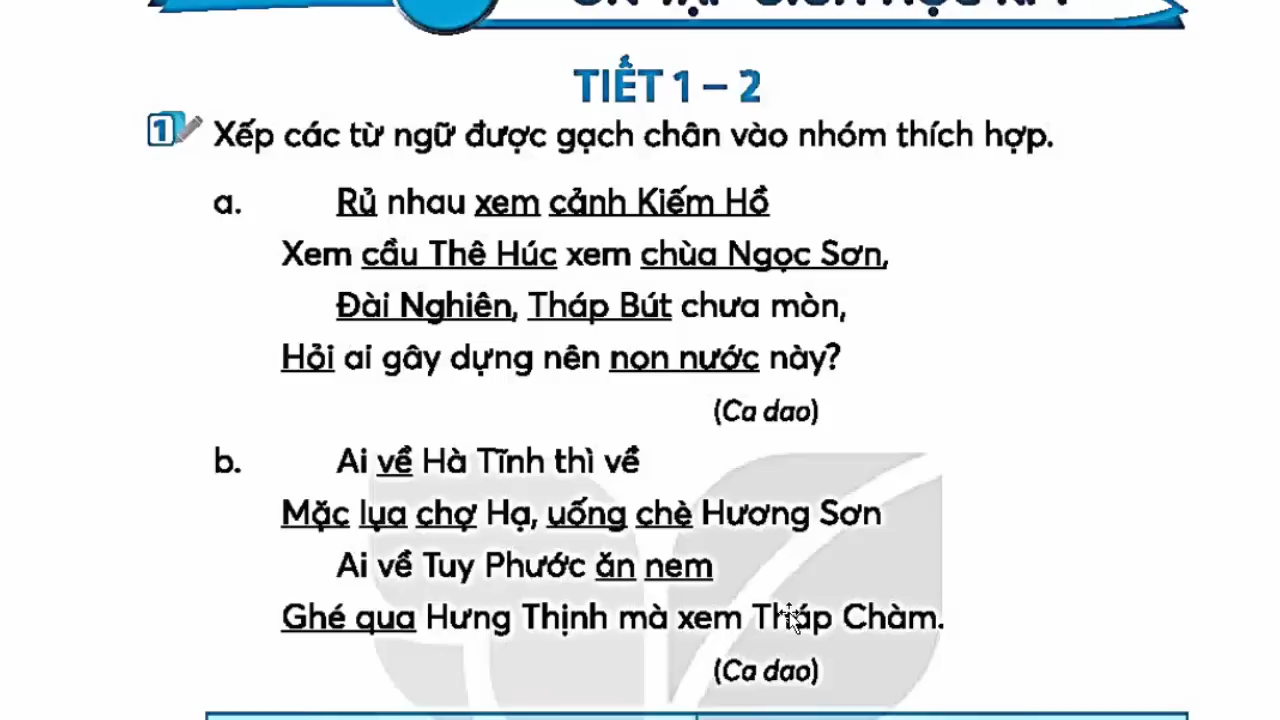 TIẾT 1 – 2
1 Xếp các từ ngữ được gạch chân vào nhóm thích hợp.
a. Rủ nhau xem cảnh Kiếm Hồ
Xem cầu Thê Húc xem chùa Ngọc Sơn,
Đài Nghiên, Tháp Bút chưa mòn,
Hỏi ai gây dựng nên non nước này?
(Ca dao)
b. Ai về Hà Tĩnh thì về
Mặc lụa chợ Hạ, uống chè Hương Sơn
Ai về Tuy Phước ăn nem
Ghé qua Hưng Thịnh mà xem Tháp Chàm.
(Ca dao)